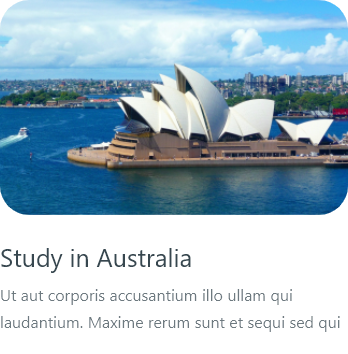 Study in Australia
Ut aut corporis accusantium illo ullam qui
laudantium. Maxime rerum sunt et sequi sed qui